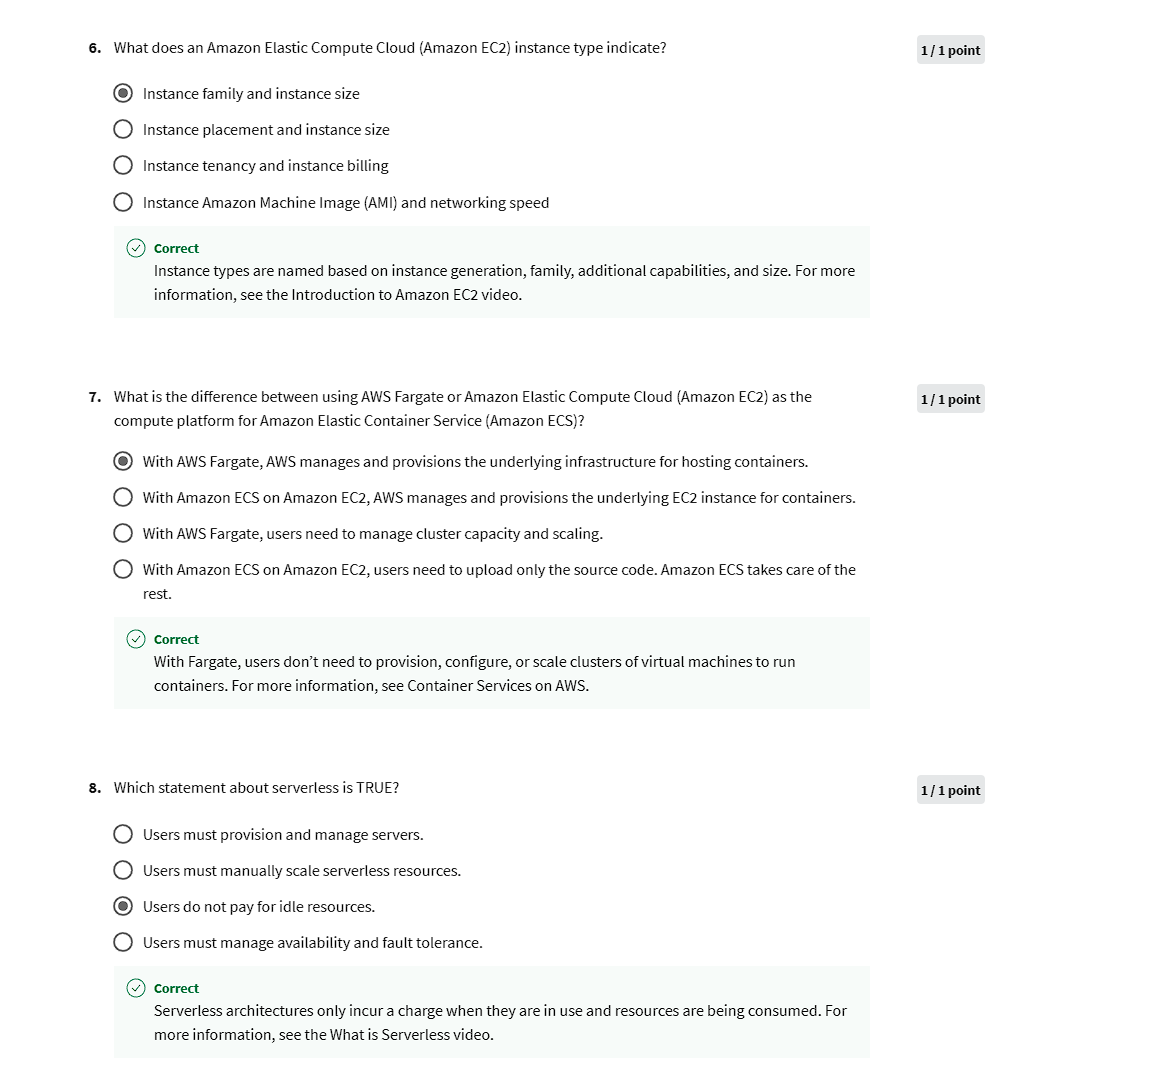 6. What does an Amazon Elastic Compute Cloud (Amazon EC2) instance type indicate?
1 / 1 point
Instance family and instance size
Instance placement and instance size
Instance tenancy and instance billing
Instance Amazon Machine Image (AMI) and networking speed
Correct
Instance types are named based on instance generation, family, additional capabilities, and size. For more
information, see the Introduction to Amazon EC2 video.
7. What is the difference between using AWS Fargate or Amazon Elastic Compute Cloud (Amazon EC2) as the
1 / 1 point
compute platform for Amazon Elastic Container Service (Amazon ECS)?
With AWS Fargate, AWS manages and provisions the underlying infrastructure for hosting containers.
With Amazon ECS on Amazon EC2, AWS manages and provisions the underlying EC2 instance for containers.
With AWS Fargate, users need to manage cluster capacity and scaling.
With Amazon ECS on Amazon EC2, users need to upload only the source code. Amazon ECS takes care of the
rest.
Correct
With Fargate, users don’t need to provision, configure, or scale clusters of virtual machines to run
containers. For more information, see Container Services on AWS.
8. Which statement about serverless is TRUE?
1 / 1 point
Users must provision and manage servers.
Users must manually scale serverless resources.
Users do not pay for idle resources.
Users must manage availability and fault tolerance.
Correct
Serverless architectures only incur a charge when they are in use and resources are being consumed. For
more information, see the What is Serverless video.